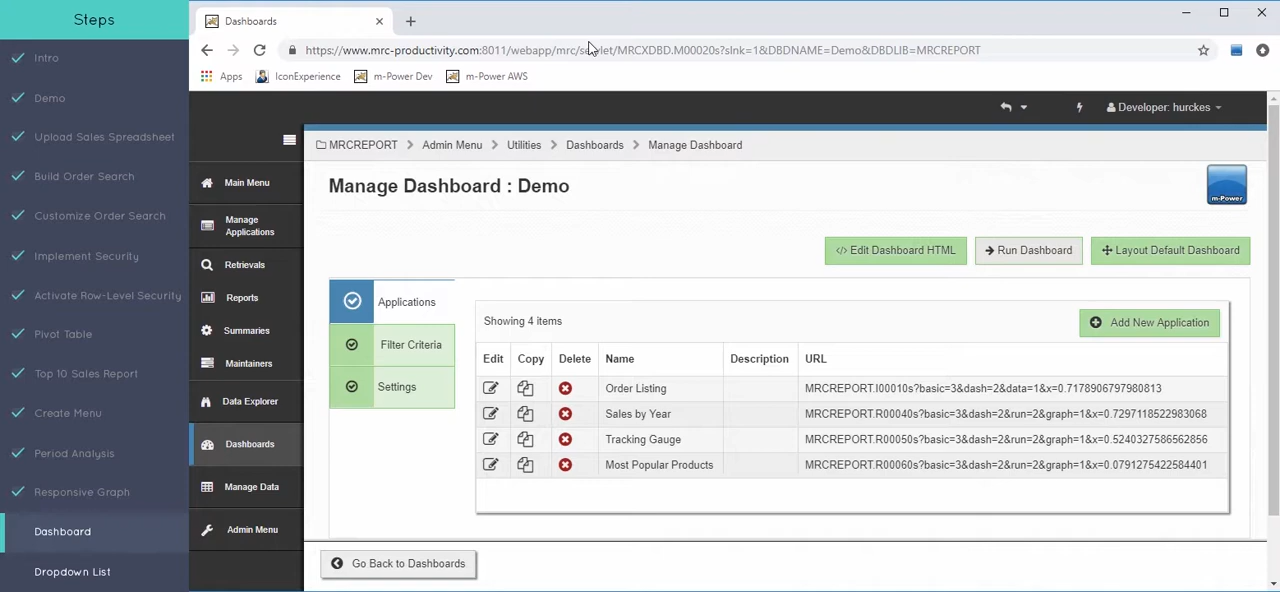 Steps
Intro
Demo
Upload Sales Spreadsheet
Build Order Search
Customize Order Search
Implement Security
Activate Row-Level Security
Pivot Table
Top 10 Sales Report
Create Menu
Period Analysis
Responsive Graph
Dashboard
Dropdown List
Dashboards
https://www.mrc-productivity.com:8011/webapp/mrc/servlet/MRCXDBD.M00020s?slnk=1&DBDNAME=Demo&DBDLIB=MRCREPORT
Apps IconExperience m-Power Dev m-Power AWS
Developer: hurckes
MRCREPORT Admin Menu Utilities Dashboards Manage Dashboard
Main Menu
Manage
Applications
Retrievals
Reports
Summaries
Maintainers
Data Explorer
Dashboards
Manage Data
Admin Menu
Manage Dashboard : Demo
m-Power
Edit Dashboard HTML Run Dashboard Layout Default Dashboard
Applications
Filter Criteria
Settings
Showing 4 items
Add New Application
Edit Copy Delete Name Description URL
Order Listing MRCREPORT.I00010s?basic=3&dash=2&data=1&x=0.7178906797980813
Sales by Year MRCREPORT.R00040s?basic=3&dash=2&run=2&graph=1&x=0.7297118522983068
Tracking Gauge MRCREPORT.R00050s?basic=3&dash=2&run=2&graph=1&x=0.5240327586562856
Most Popular Products MRCREPORT.R00060s?basic=3&dash=2&run=2&graph=1&x=0.0791275422584401
Go Back to Dashboards